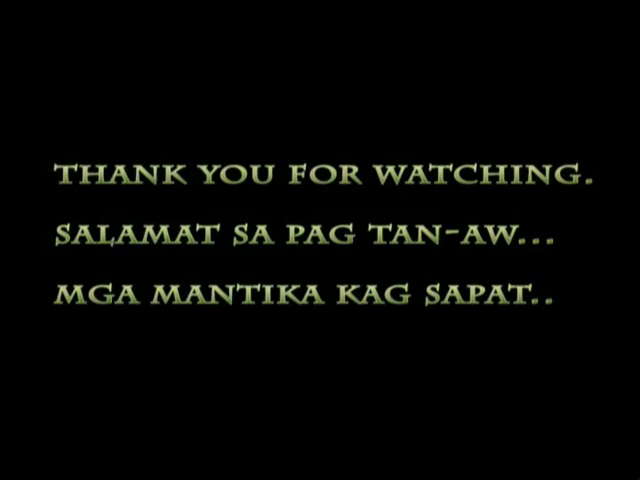 THANK YOU FOR WATCHING.
SALAMAT SA PAG TAN-AW...
MGA MANTIKA KAG SAPAT..